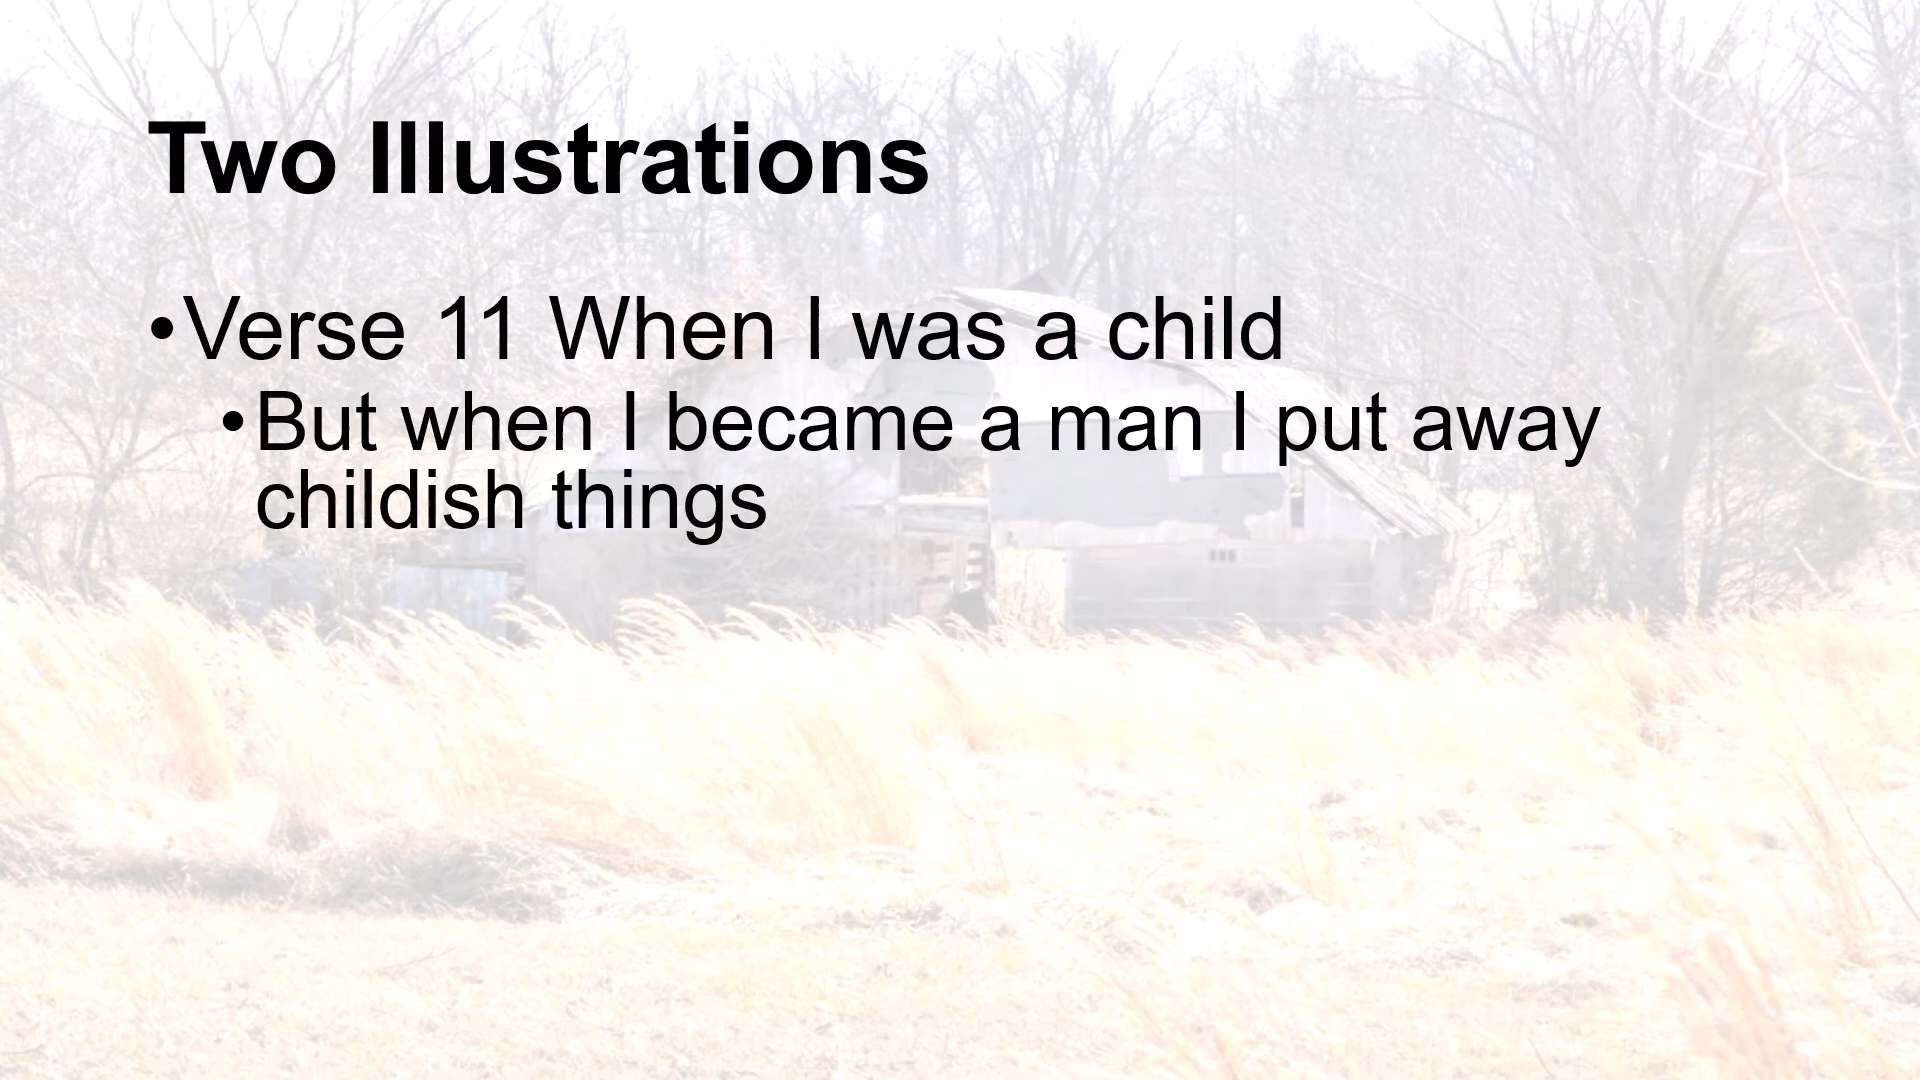 Two Illustrations
•Verse 11 When I was a child
•But when I became a man I put away
childish things